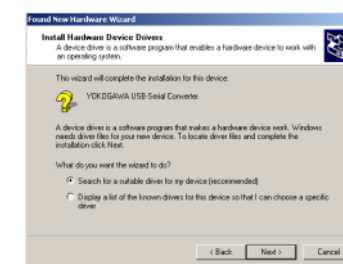 Found New Hardware Wizard
Install Hardware Device Drivers
A device driver is a software program that enables a hardware device to work with
an operating system.
This wizard will complete the installation for this device:
YOKOGAWA USB-Serial Converter
A device driver is a software program that makes a hardware device work. Windows
needs driver files for your new device. To locate driver files and complete the
installation click Next.
What do you want the wizard to do?
Search for a suitable driver for my device (recommended)
Display a list of the known drivers for this device so that I can choose a specific
driver
< Back Next > Cancel